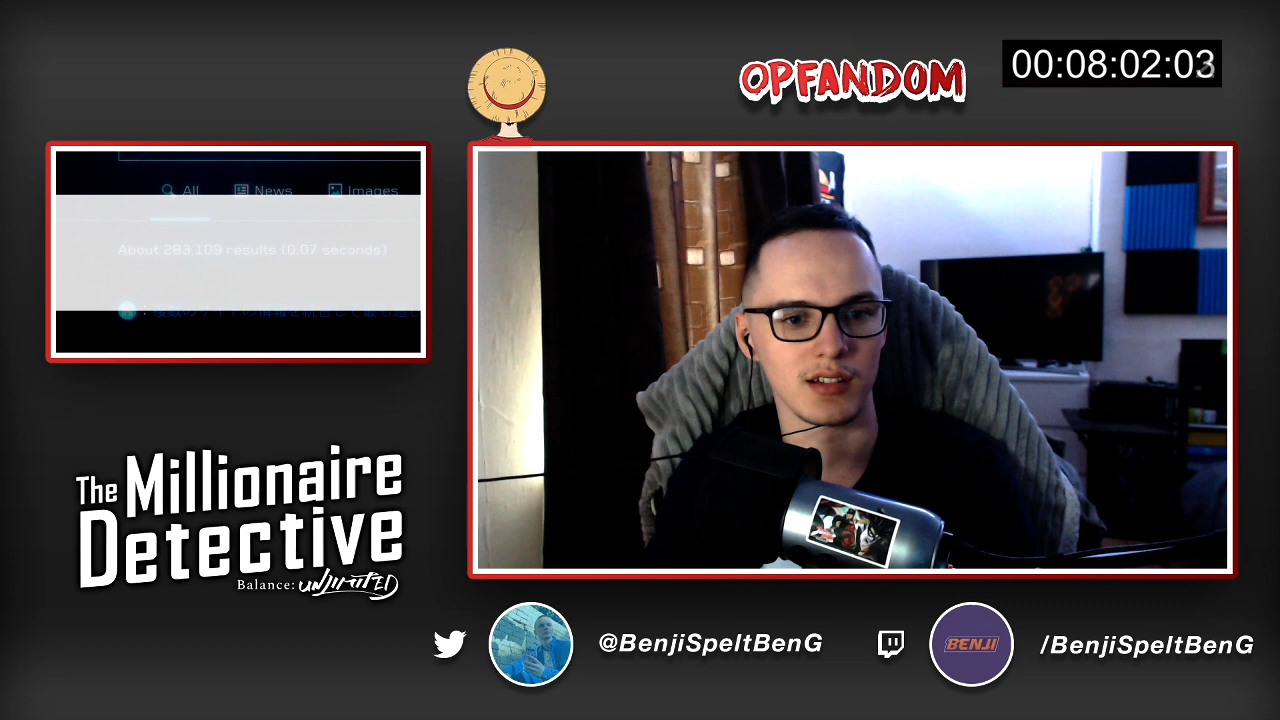 OPFANDOM
00:08:02:03
All News Images
About 283,109 results (0.07 seconds)
The Millionaire
Detective
Balance: UNLIMITED
@BenjiSpeltBenG
BENJI
/BenjiSpeltBenG